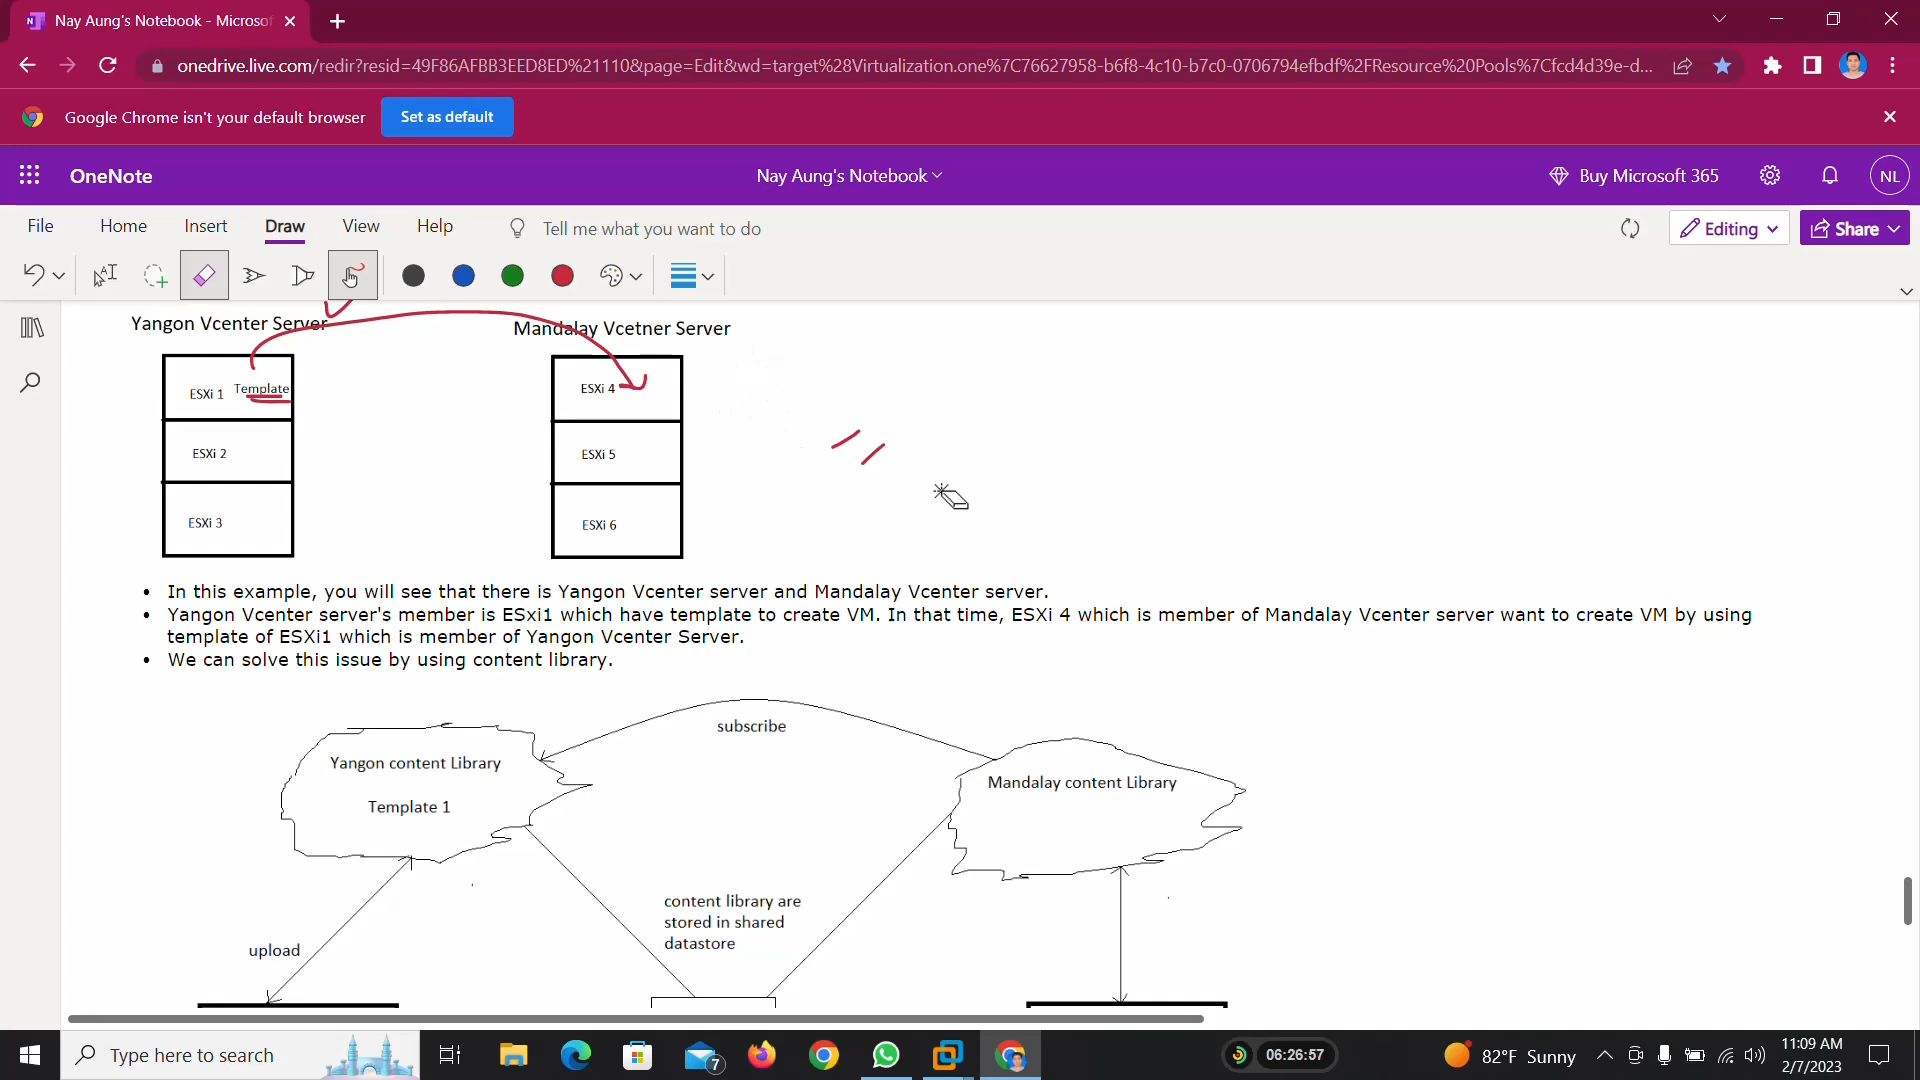 Nay Aung's Notebook - Microsof
onedrive.live.com/redir?resid=49F86AFBB3EED8ED%21110&page=Edit&wd=target%28Virtualization.one%7C76627958-b6f8-4c10-b7c0-0706794efbdf%2FResource%20Pools%7Cfcd4d39e-d...
Google Chrome isn't your default browser
Set as default
OneNote
Nay Aung's Notebook
Buy Microsoft 365
NL
File
Home
Insert
Draw
View
Help
Tell me what you want to do
Editing
Share
Yangon Vcenter Server
Mandalay Vcetner Server
ESXi 1
Template
ESXi 2
ESXi 3
ESXi 4
ESXi 5
ESXi 6
• In this example, you will see that there is Yangon Vcenter server and Mandalay Vcenter server.
• Yangon Vcenter server's member is ESxi1 which have template to create VM. In that time, ESXi 4 which is member of Mandalay Vcenter server want to create VM by using
template of ESXi1 which is member of Yangon Vcenter Server.
• We can solve this issue by using content library.
subscribe
Yangon content Library
Template 1
Mandalay content Library
content library are
stored in shared
datastore
upload
Type here to search
7
06:26:57
82°F Sunny
11:09 AM
2/7/2023